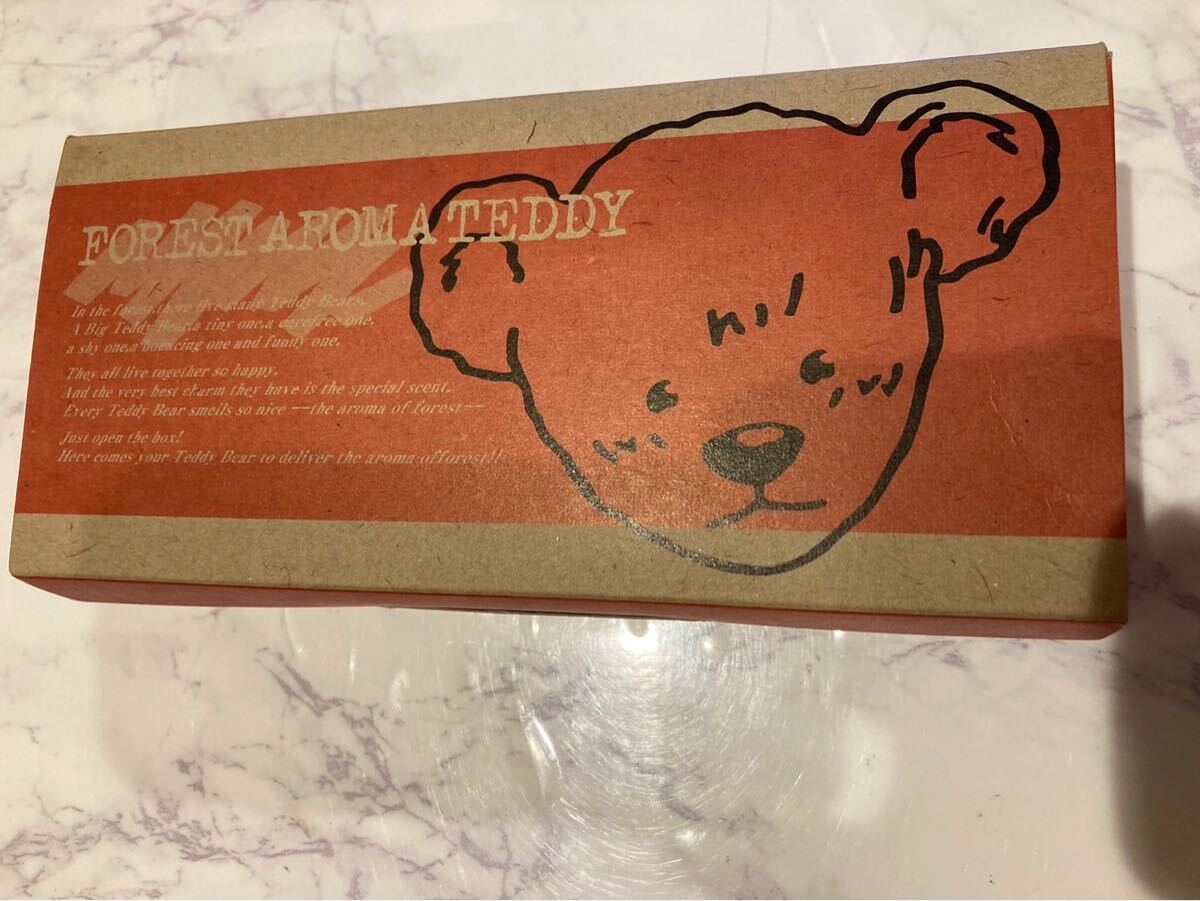 FOREST AROMA TEDDY
In the forest,there live many Teddy Bears.
A Big Teddy Bear,a tiny one,a carefree one,
a shy one,a bouncing one and funny one.
They all live together so happy.
And the very best charm they have is the special scent.
Every Teddy Bear smells so nice —the aroma of forest—
Just open the box!
Here comes your Teddy Bear to deliver the aroma offorest!!